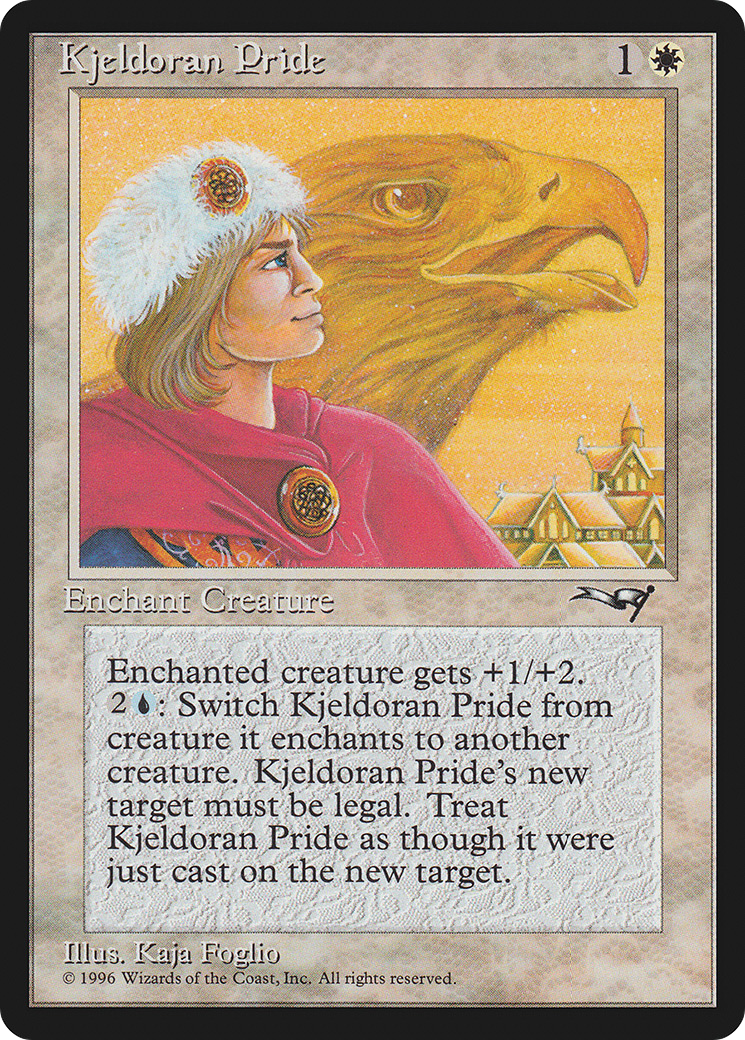 Kjeldoran Pride 1
Enchant Creature
Enchanted creature gets +1/+2.
2 : Switch Kjeldoran Pride from
creature it enchants to another
creature. Kjeldoran Pride's new
target must be legal. Treat
Kjeldoran Pride as though it were
just cast on the new target.
Illus. Kaja Foglio
© 1996 Wizards of the Coast, Inc. All rights reserved.